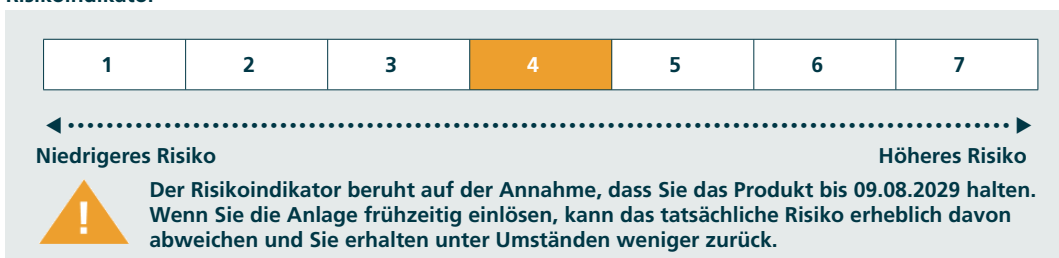 Risikoindikator
1 2 3 4 5 6 7
Niedrigeres Risiko Höheres Risiko
Der Risikoindikator beruht auf der Annahme, dass Sie das Produkt bis 09.08.2029 halten.
! Wenn Sie die Anlage frühzeitig einlösen, kann das tatsächliche Risiko erheblich davon
abweichen und Sie erhalten unter Umständen weniger zurück.